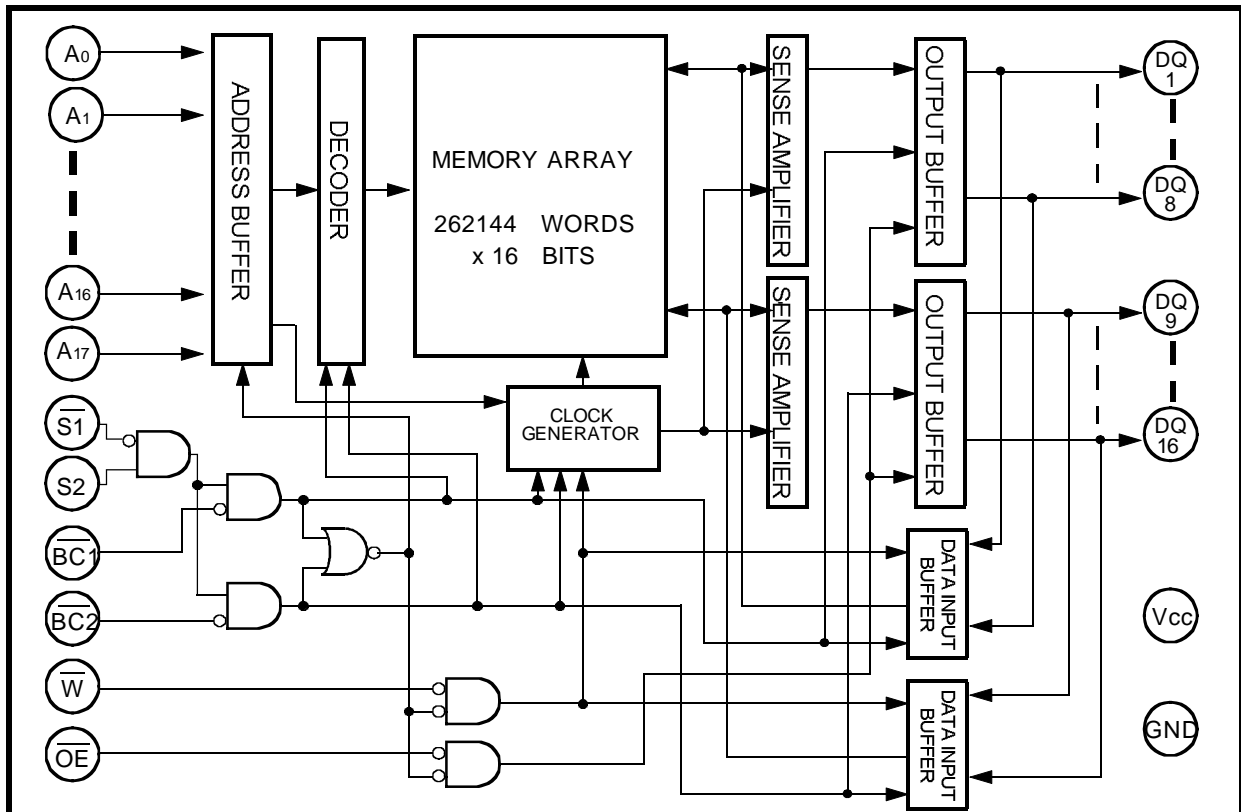 A0
A1
A16
A17
S1
S2
BC1
BC2
W
OE
ADDRESS BUFFER
DECODER
MEMORY ARRAY
262144 WORDS
x 16 BITS
CLOCK
GENERATOR
SENSE AMPLIFIER
SENSE AMPLIFIER
OUTPUT BUFFER
OUTPUT BUFFER
DATA INPUT
BUFFER
DATA INPUT
BUFFER
DQ
1
DQ
8
DQ
9
DQ
16
Vcc
GND